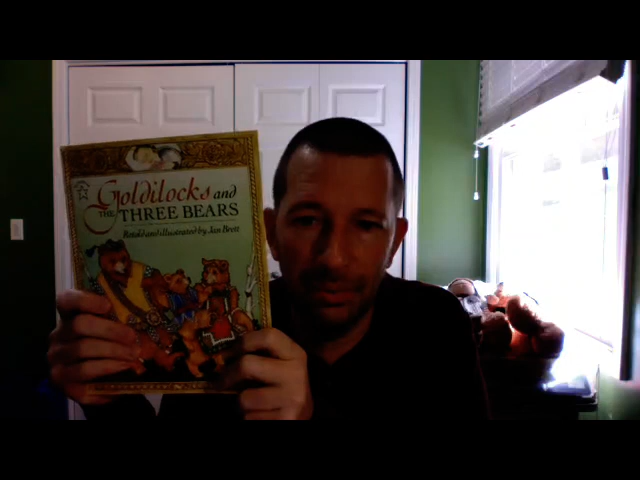 Goldilocks and
THE THREE BEARS
Retold and illustrated by Jan Brett